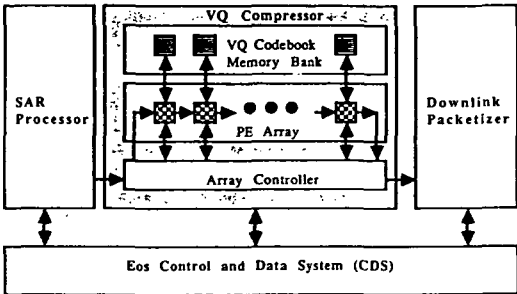 VQ Compressor
VQ Codebook
Memory Bank
SAR
Processor
PE Array
Downlink
Packetizer
Array Controller
Eos Control and Data System (CDS)